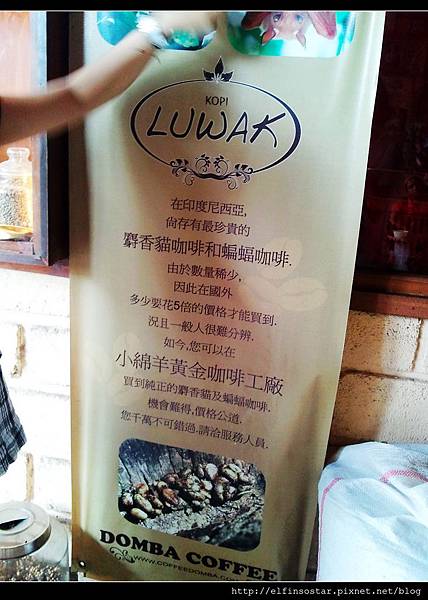 KOPI
LUWAK
在印度尼西亞,
尚存有最珍貴的
麝香貓咖啡和蝙蝠咖啡.
由於數量稀少,
因此在國外
多少要花5倍的價格才能買到.
況且一般人很難分辨.
如今,您可以在
小綿羊黃金咖啡工廠
買到純正的麝香貓及蝙蝠咖啡.
機會難得,價格公道.
您千萬不可錯過.請洽服務人員.
DOMBA COFFEE
WWW.COFFEEDOMBA.CO
http://elfinsostar.pixnet.net/blog